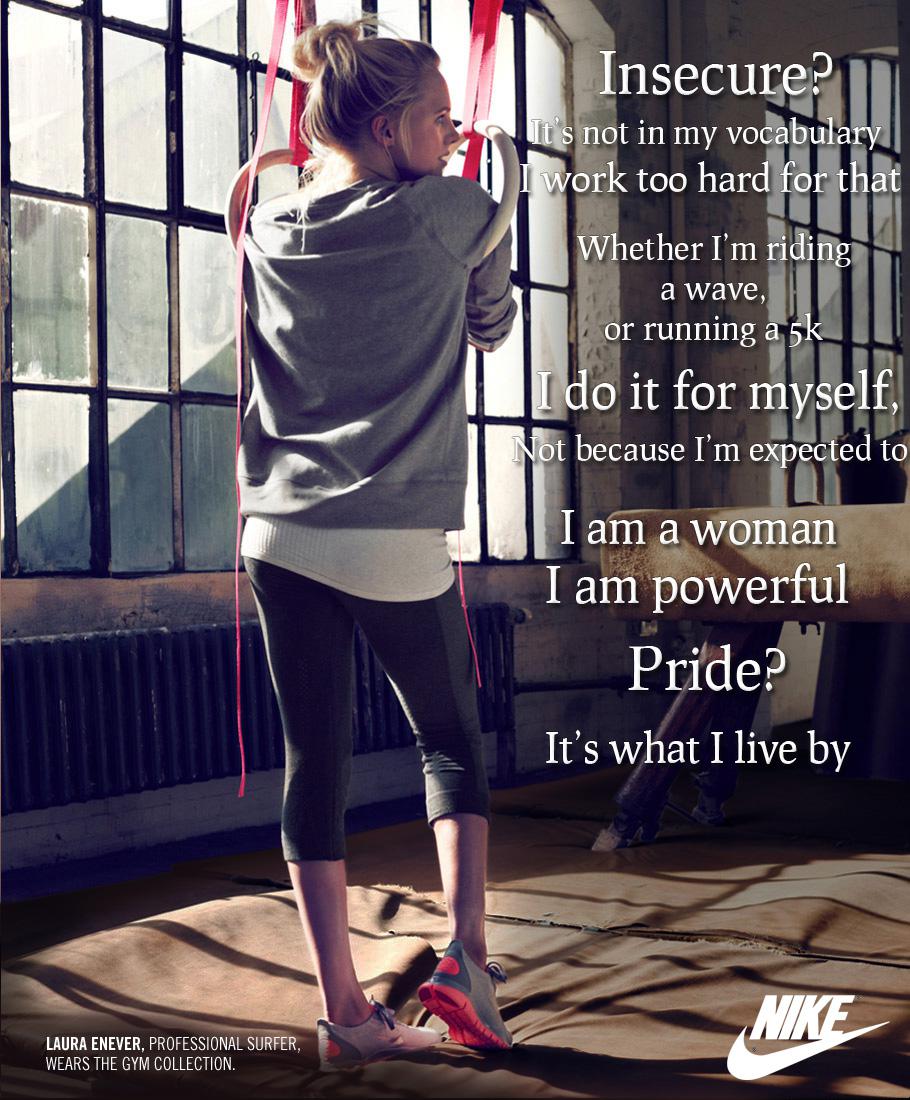 Insecure?
It's not in my vocabulary
I work too hard for that
Whether I'm riding
a wave,
or running a 5k
I do it for myself,
Not because I'm expected to
I am a woman
I am powerful
Pride?
It's what I live by
LAURA ENEVER, PROFESSIONAL SURFER,
WEARS THE GYM COLLECTION.
NIKE